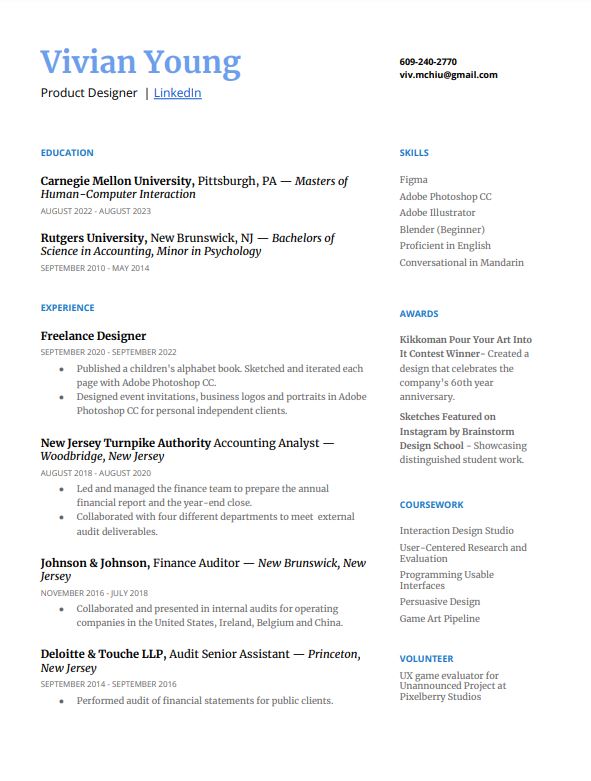 Vivian Young
Product Designer | LinkedIn
609-240-2770
viv.mchiu@gmail.com
EDUCATION
Carnegie Mellon University, Pittsburgh, PA — Masters of
Human-Computer Interaction
AUGUST 2022 - AUGUST 2023
Rutgers University, New Brunswick, NJ — Bachelors of
Science in Accounting, Minor in Psychology
SEPTEMBER 2010 - MAY 2014
EXPERIENCE
Freelance Designer
SEPTEMBER 2020 - SEPTEMBER 2022
● Published a children's alphabet book. Sketched and iterated each
page with Adobe Photoshop CC.
● Designed event invitations, business logos and portraits in Adobe
Photoshop CC for personal independent clients.
New Jersey Turnpike Authority Accounting Analyst —
Woodbridge, New Jersey
AUGUST 2018 - AUGUST 2020
● Led and managed the finance team to prepare the annual
financial report and the year-end close.
● Collaborated with four different departments to meet external
audit deliverables.
Johnson & Johnson, Finance Auditor — New Brunswick, New
Jersey
NOVEMBER 2016 - JULY 2018
● Collaborated and presented in internal audits for operating
companies in the United States, Ireland, Belgium and China.
Deloitte & Touche LLP, Audit Senior Assistant — Princeton,
New Jersey
SEPTEMBER 2014 - SEPTEMBER 2016
● Performed audit of financial statements for public clients.
SKILLS
Figma
Adobe Photoshop CC
Adobe Illustrator
Blender (Beginner)
Proficient in English
Conversational in Mandarin
AWARDS
Kikkoman Pour Your Art Into
It Contest Winner- Created a
design that celebrates the
company's 60th year
anniversary.
Sketches Featured on
Instagram by Brainstorm
Design School - Showcasing
distinguished student work.
COURSEWORK
Interaction Design Studio
User-Centered Research and
Evaluation
Programming Usable
Interfaces
Persuasive Design
Game Art Pipeline
VOLUNTEER
UX game evaluator for
Unannounced Project at
Pixelberry Studios